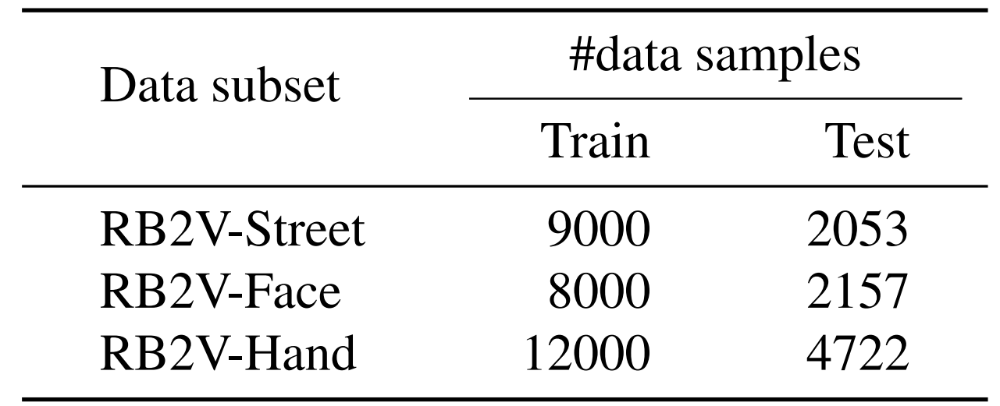 #data samples
Data subset
Train Test
RB2V-Street 9000 2053
RB2V-Face 8000 2157
RB2V-Hand 12000 4722